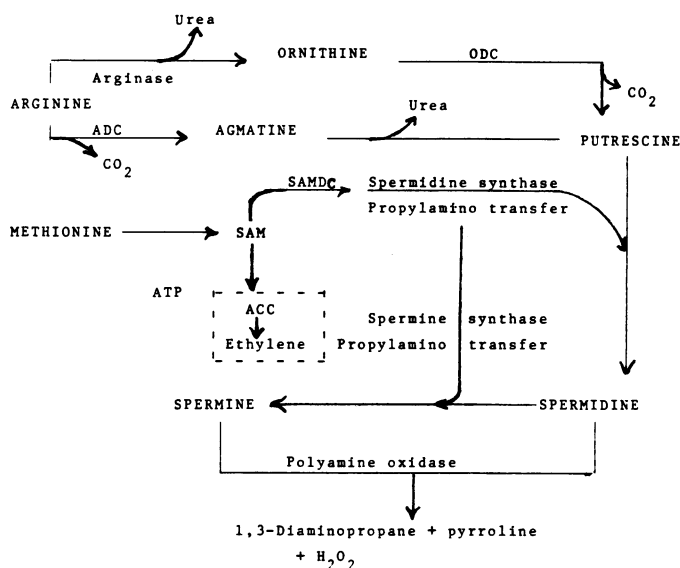 Urea
ORNITHINE
ODC
Arginase
CO2
ARGININE
Urea
ADC
AGMATINE
PUTRESCINE
CO2
SAMDC
Spermidine synthase
Propylamino transfer
METHIONINE
SAM
ATP
ACC
Ethylene
Spermine synthase
Propylamino transfer
SPERMINE
SPERMIDINE
Polyamine oxidase
1,3-Diaminopropane + pyrroline
+ H2O2